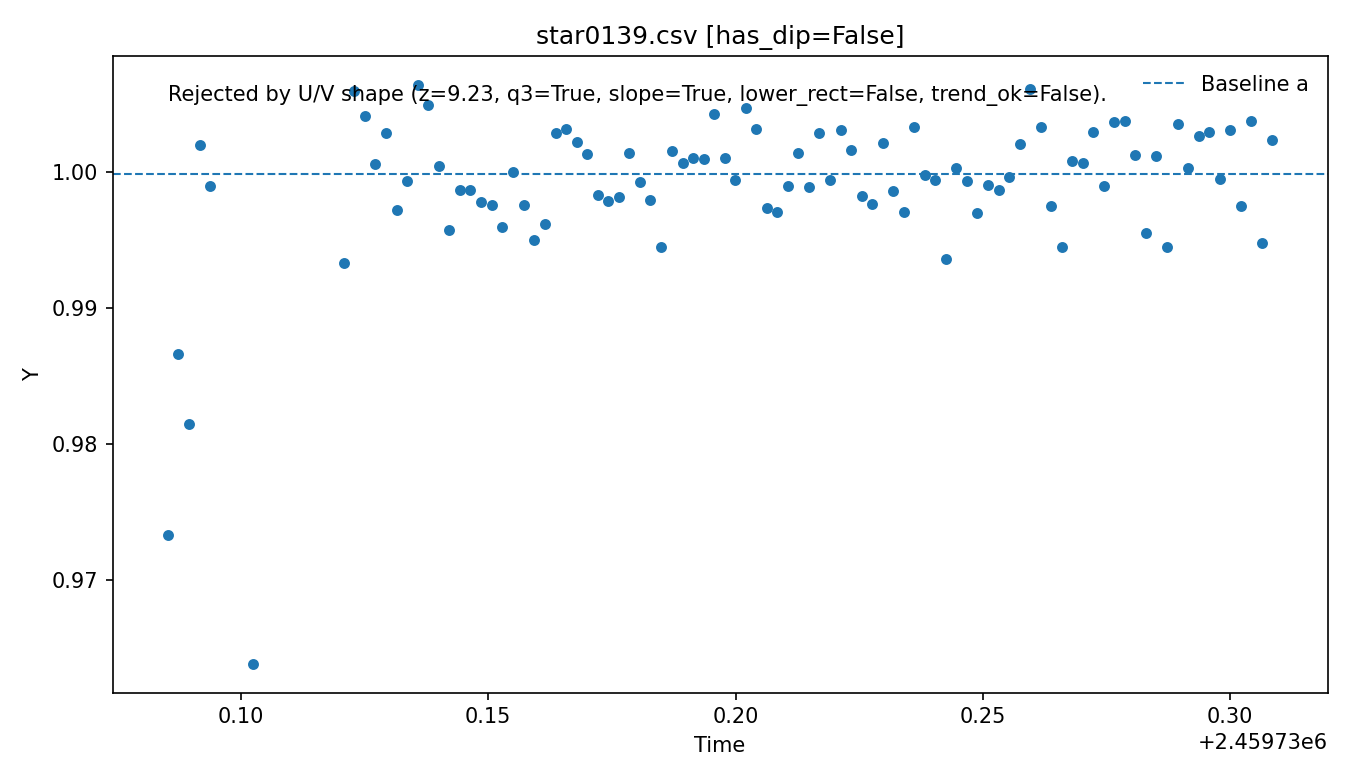 star0139.csv [has_dip=False]
Rejected by U/V shape (z=9.23, q3=True, slope=True, lower_rect=False, trend_ok=False).
Baseline a
1.00
0.99
0.98
0.97
Y
0.10 0.15 0.20 0.25 0.30
+2.45973e6
Time